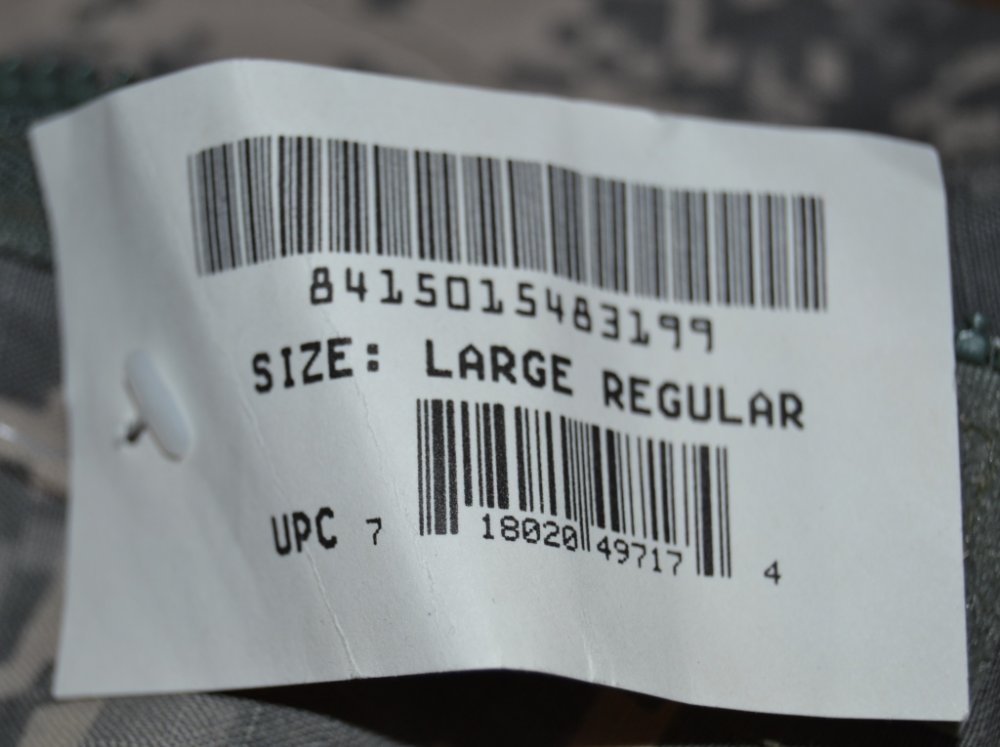 8415015483199
SIZE: LARGE REGULAR
UPC 7 18020 49717 4